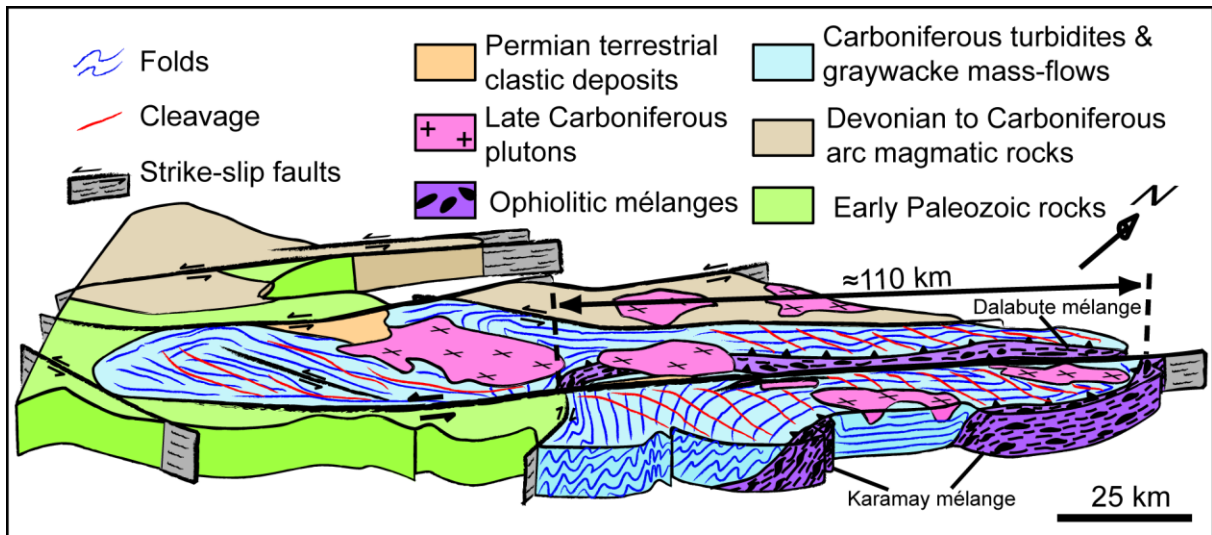 Folds
Cleavage
Strike-slip faults
Permian terrestrial
clastic deposits
Late Carboniferous
plutons
Ophiolitic mélanges
Carboniferous turbidites &
graywacke mass-flows
Devonian to Carboniferous
arc magmatic rocks
Early Paleozoic rocks
N
≈110 km
Dalabute mélange
Karamay mélange
25 km